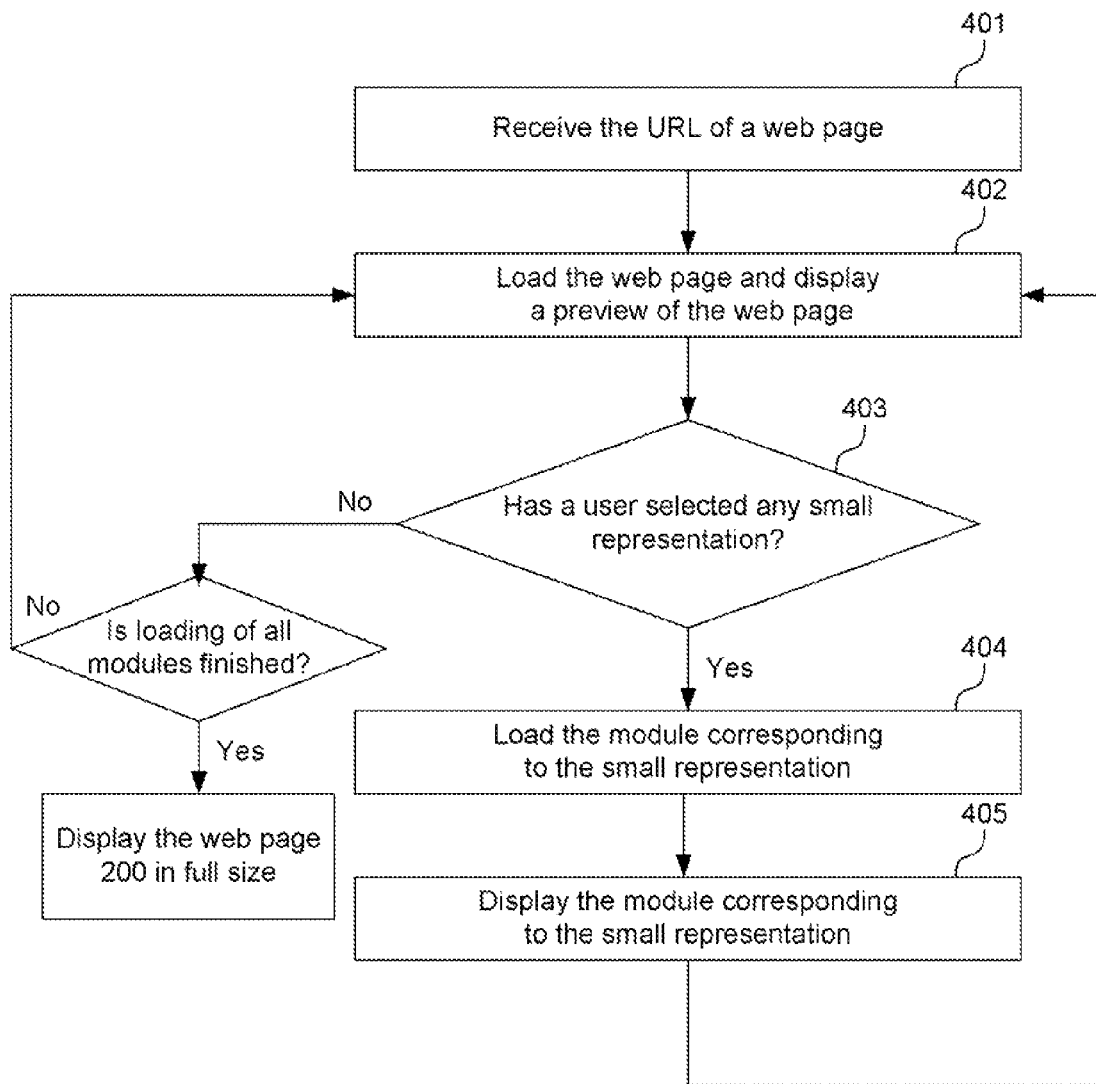 401
Receive the URL of a web page
402
Load the web page and display
a preview of the web page
403
Has a user selected any small
representation?
No
No
Is loading of all
modules finished?
Yes
Yes
404
Load the module corresponding
to the small representation
Display the web page
200 in full size
405
Display the module corresponding
to the small representation